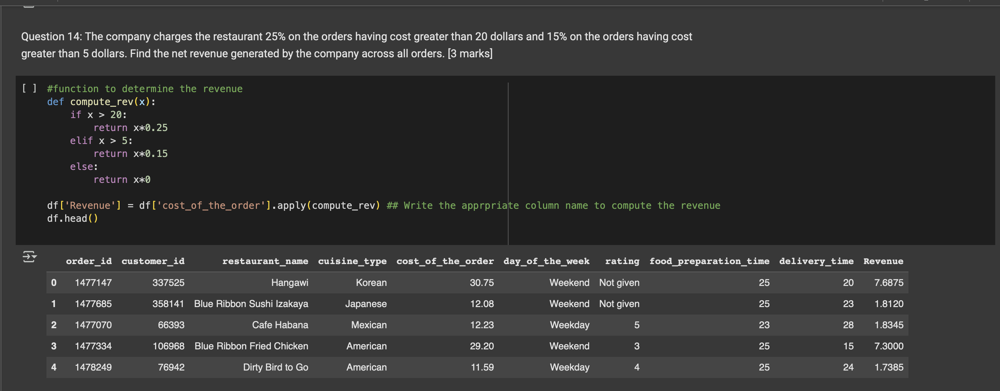 Question 14: The company charges the restaurant 25% on the orders having cost greater than 20 dollars and 15% on the orders having cost
greater than 5 dollars. Find the net revenue generated by the company across all orders. [3 marks]
[ ] #function to determine the revenue
def compute_rev(x):
    if x > 20:
        return x*0.25
    elif x > 5:
        return x*0.15
    else:
        return x*0
df['Revenue'] = df['cost_of_the_order'].apply(compute_rev) ## Write the apprpriate column name to compute the revenue
df.head()
order_id customer_id restaurant_name cuisine_type cost_of_the_order day_of_the_week rating food_preparation_time delivery_time Revenue
0 1477147 337525 Hangawi Korean 30.75 Weekend Not given 25 20 7.6875
1 1477685 358141 Blue Ribbon Sushi Izakaya Japanese 12.08 Weekend Not given 25 23 1.8120
2 1477070 66393 Cafe Habana Mexican 12.23 Weekday 5 23 28 1.8345
3 1477334 106968 Blue Ribbon Fried Chicken American 29.20 Weekend 3 25 15 7.3000
4 1478249 76942 Dirty Bird to Go American 11.59 Weekday 4 25 24 1.7385